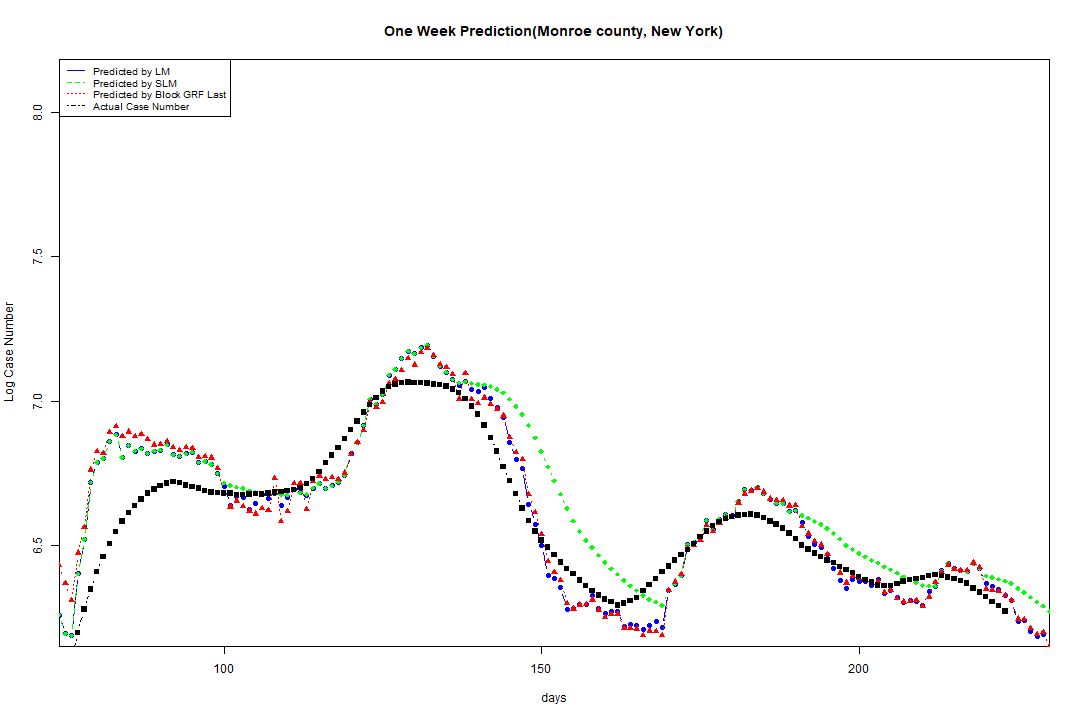 One Week Prediction(Monroe county, New York)
Predicted by LM
Predicted by SLM
Predicted by Block GRF Last
Actual Case Number
8.0
7.5
7.0
6.5
Log Case Number
100
150
200
days